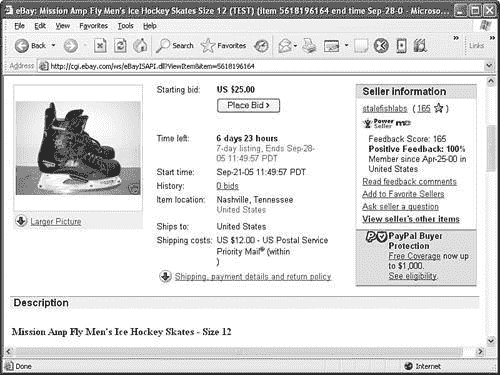 eBay: Mission Amp Fly Men's Ice Hockey Skates Size 12 (TEST) (item 5618196164 end time Sep-28-0 - Microso...
File Edit View Favorites Tools Help
Back Search Favorites Links
Address http://cgi.ebay.com/ws/eBayISAPI.dll?ViewItem&item=5618196164
Starting bid: US $25.00
Place Bid >
Time left: 6 days 23 hours
7-day listing, Ends Sep-28-
05 11:49:57 PDT
Start time: Sep-21-05 11:49:57 PDT
History: 0 bids
Item location: Nashville, Tennessee
United States
Ships to: United States
Shipping costs: US $12.00 - US Postal Service
Priority Mail® (within
)
Shipping, payment details and return policy
Larger Picture
Seller information
stalefishlabs ( 165 )
Power
Seller me
Feedback Score: 165
Positive Feedback: 100%
Member since Apr-25-00 in
United States
Read feedback comments
Add to Favorite Sellers
Ask seller a question
View seller's other items
PayPal Buyer
Protection
Free Coverage now up
to $1,000.
See eligibility.
Description
Mission Amp Fly Men's Ice Hockey Skates - Size 12
Done Internet